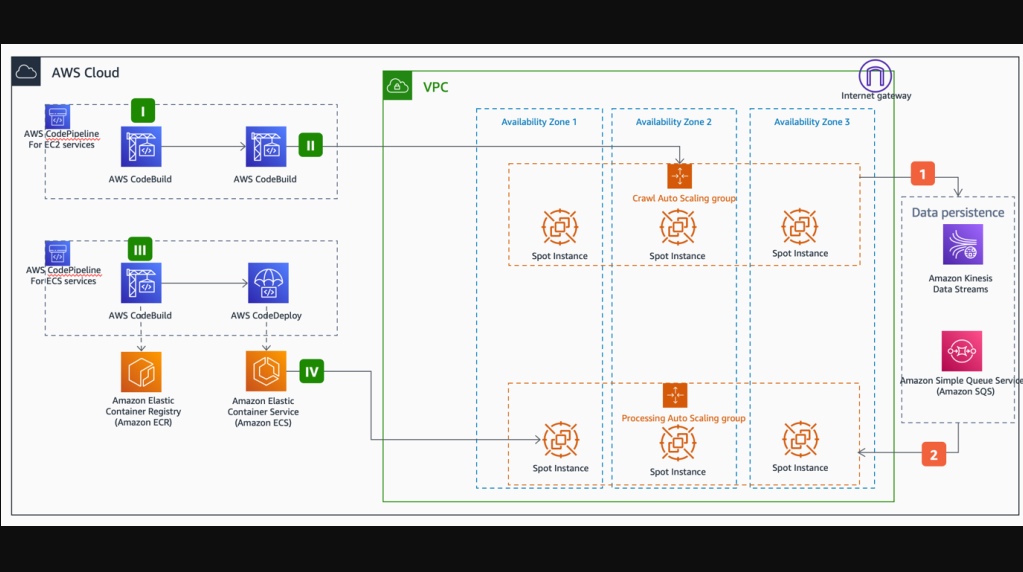 AWS Cloud
VPC
Internet gateway
AWS CodePipeline
For EC2 services
I
AWS CodeBuild
AWS CodeBuild
II
Availability Zone 1
Availability Zone 2
Availability Zone 3
Crawl Auto Scaling group
Spot Instance
Spot Instance
Spot Instance
1
Data persistence
Amazon Kinesis
Data Streams
Amazon Simple Queue Service
(Amazon SQS)
2
AWS CodePipeline
For ECS services
III
AWS CodeBuild
AWS CodeDeploy
Amazon Elastic
Container Registry
(Amazon ECR)
Amazon Elastic
Container Service
(Amazon ECS)
IV
Processing Auto Scaling group
Spot Instance
Spot Instance
Spot Instance